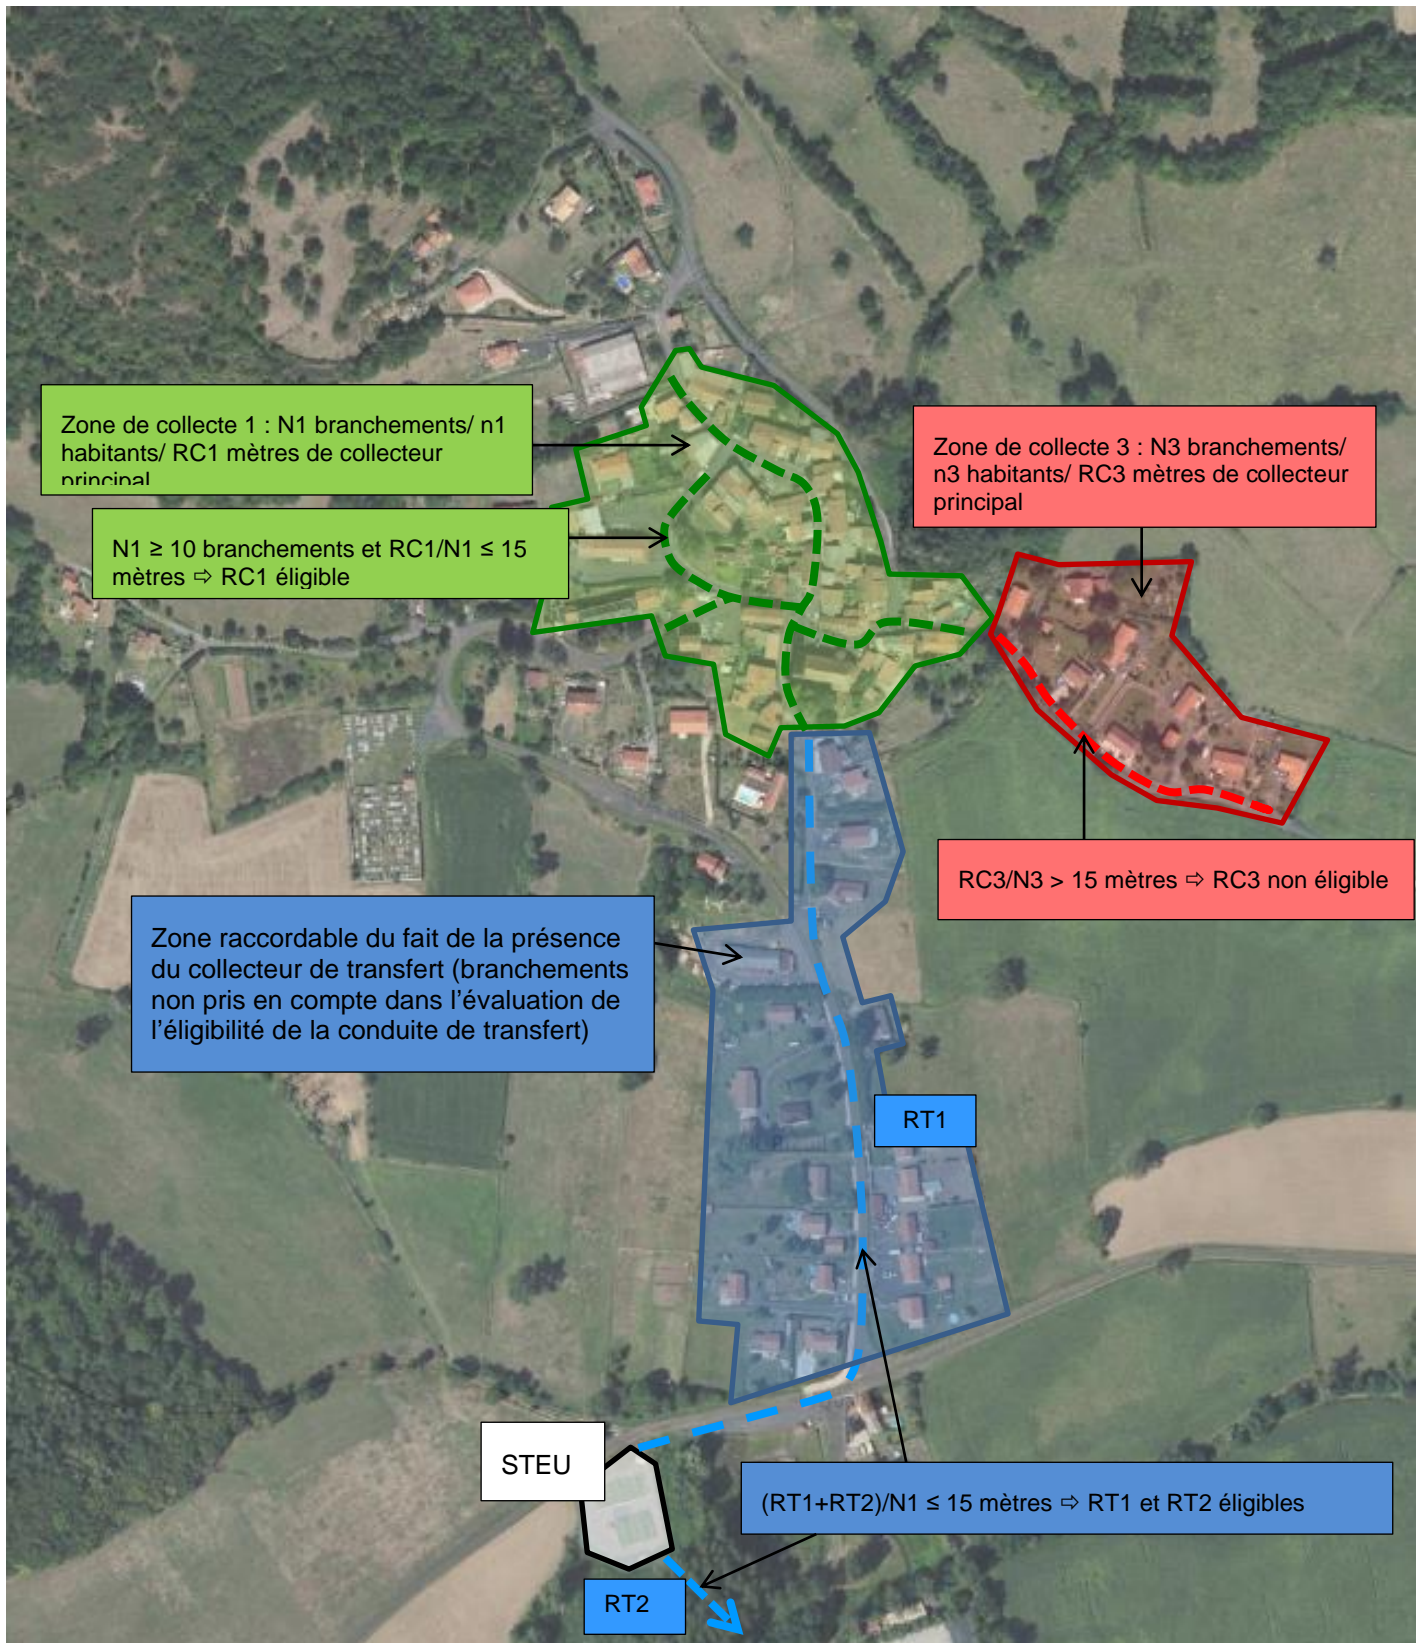 Zone de collecte 1 : N1 branchements/ n1
habitants/ RC1 mètres de collecteur
principal
N1 ≥ 10 branchements et RC1/N1 ≤ 15
mètres ⇨ RC1 éligible
Zone de collecte 3 : N3 branchements/
n3 habitants/ RC3 mètres de collecteur
principal
RC3/N3 > 15 mètres ⇨ RC3 non éligible
Zone raccordable du fait de la présence
du collecteur de transfert (branchements
non pris en compte dans l’évaluation de
l’éligibilité de la conduite de transfert)
RT1
STEU
(RT1+RT2)/N1 ≤ 15 mètres ⇨ RT1 et RT2 éligibles
RT2